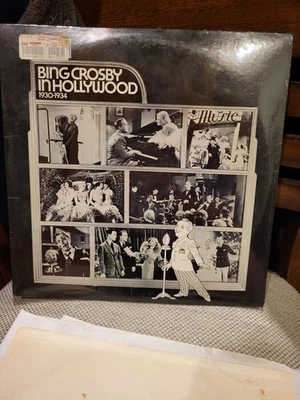 BING CROSBY
IN HOLLYWOOD
1930-1934
Music